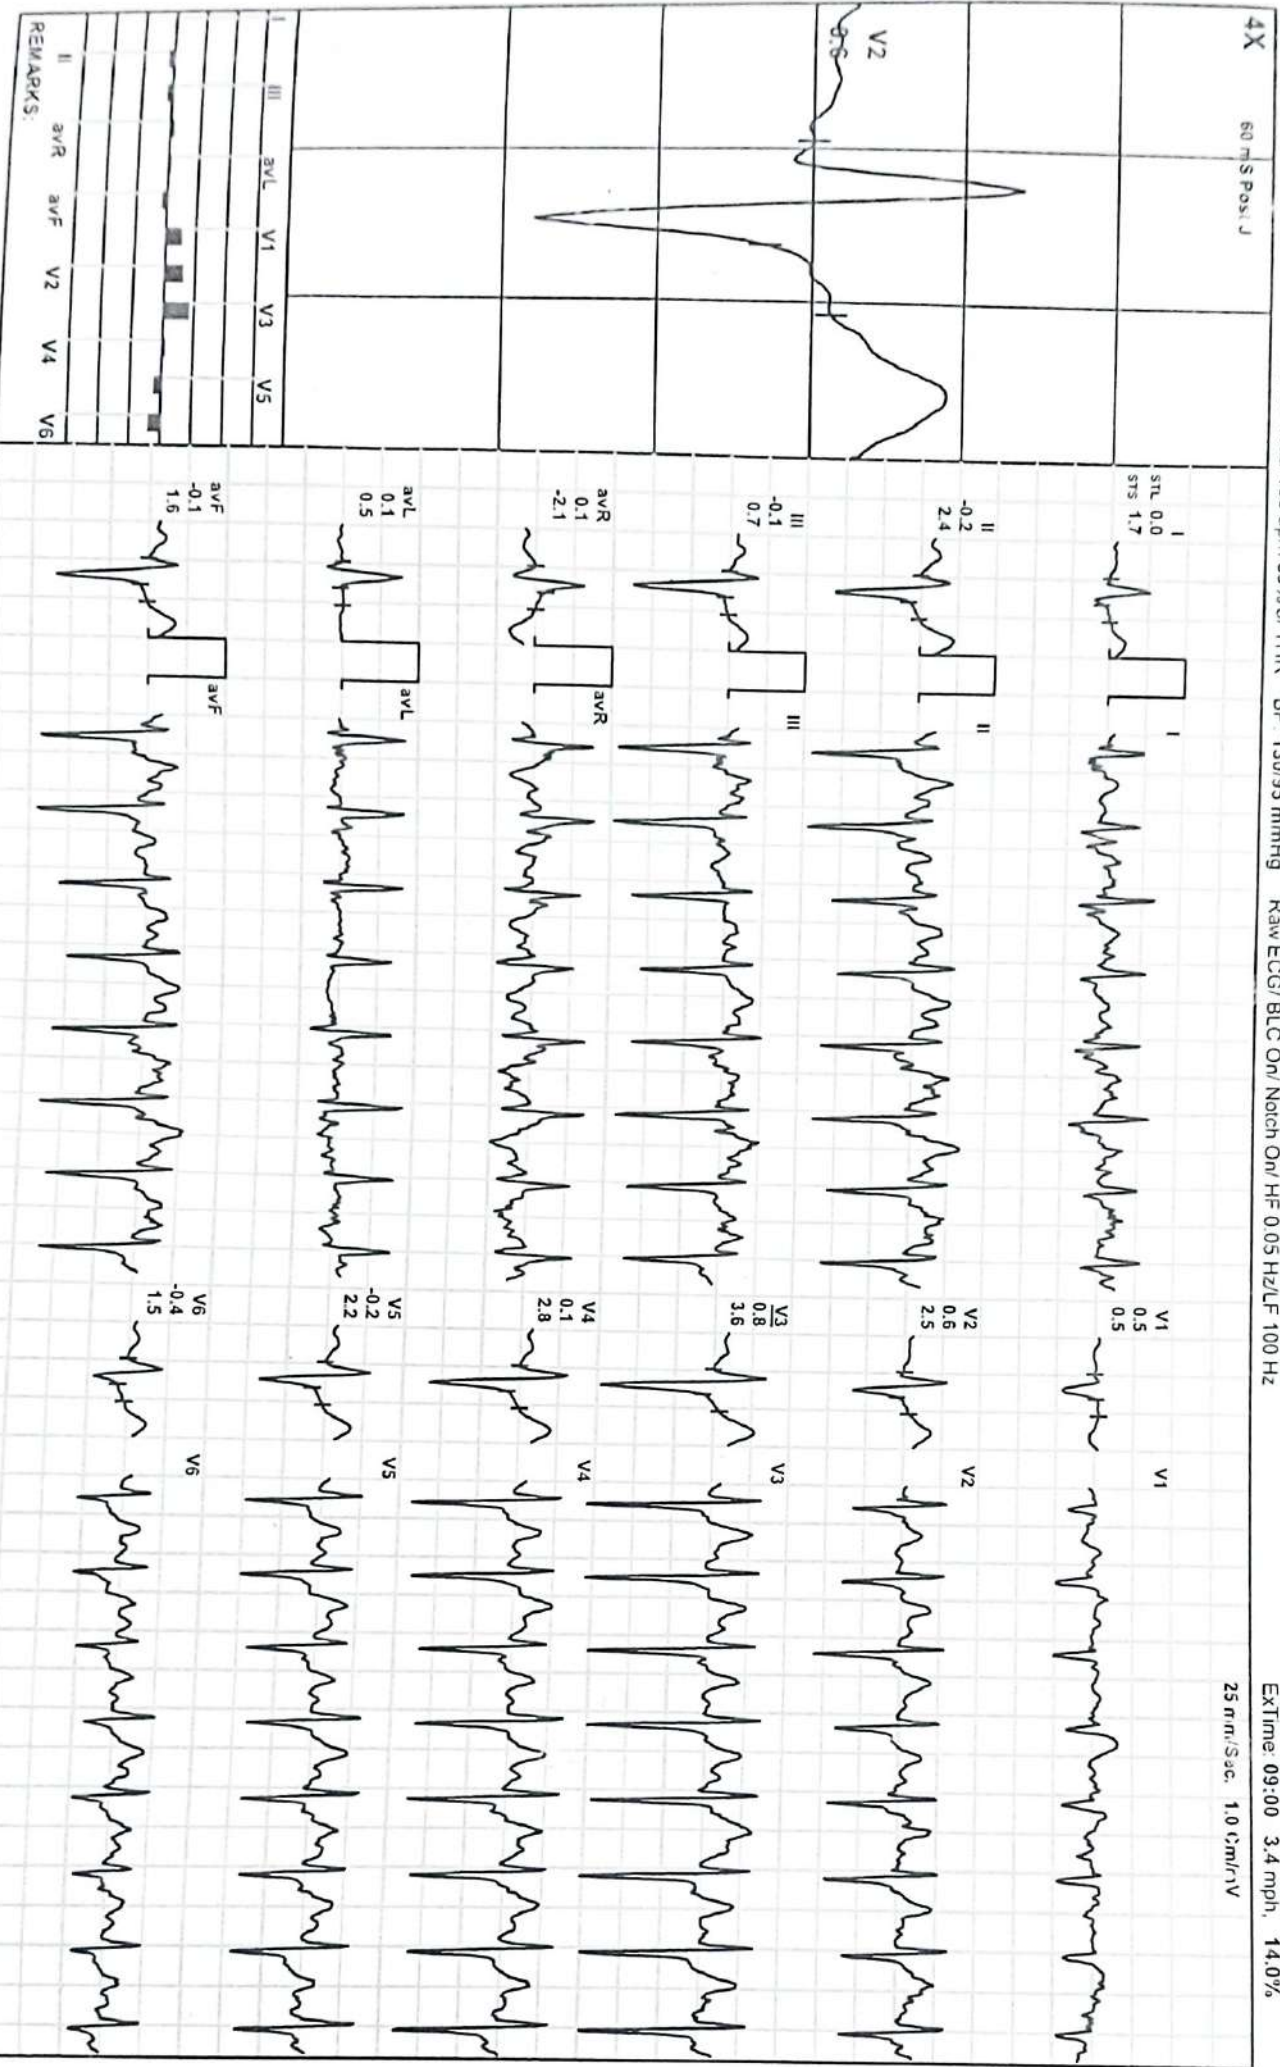 BP: 130/95 mmHg Raw ECG/ BLC On/ Notch On/ HF 0.05 Hz/LF 100 Hz
ExTime: 09:00 3.4 mph, 14.0%
25 mm/Sec. 1.0 Cm/mV
4X 60 mS Post J
V2
0.6
I
STL 0.0
STS 1.7
I
V1
0.5
0.5
V1
II
-0.2
2.4
II
V2
0.6
2.5
V2
III
-0.1
0.7
III
V3
0.8
3.6
V3
avR
0.1
-2.1
avR
V4
0.1
2.8
V4
avL
0.1
0.5
avL
V5
-0.2
2.2
V5
avF
-0.1
1.6
avF
V6
-0.4
1.5
V6
I III avL V1 V3 V5
II avR avF V2 V4 V6
REMARKS: